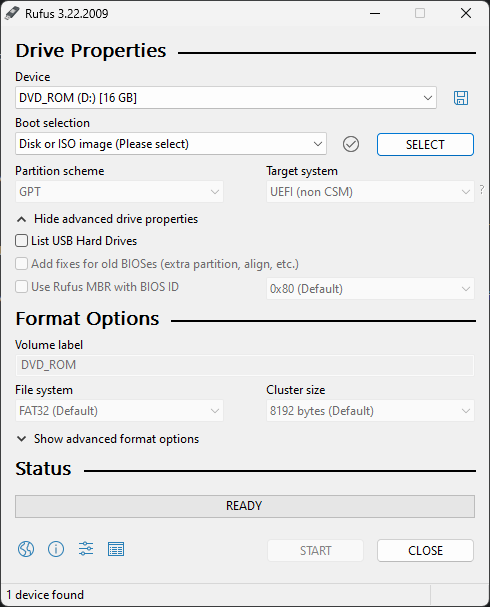 Rufus 3.22.2009
Drive Properties
Device
DVD_ROM (D:) [16 GB]
Boot selection
Disk or ISO image (Please select)
SELECT
Partition scheme
Target system
GPT
UEFI (non CSM)
?
Hide advanced drive properties
List USB Hard Drives
Add fixes for old BIOSes (extra partition, align, etc.)
Use Rufus MBR with BIOS ID
0x80 (Default)
Format Options
Volume label
DVD_ROM
File system
Cluster size
FAT32 (Default)
8192 bytes (Default)
Show advanced format options
Status
READY
START
CLOSE
1 device found